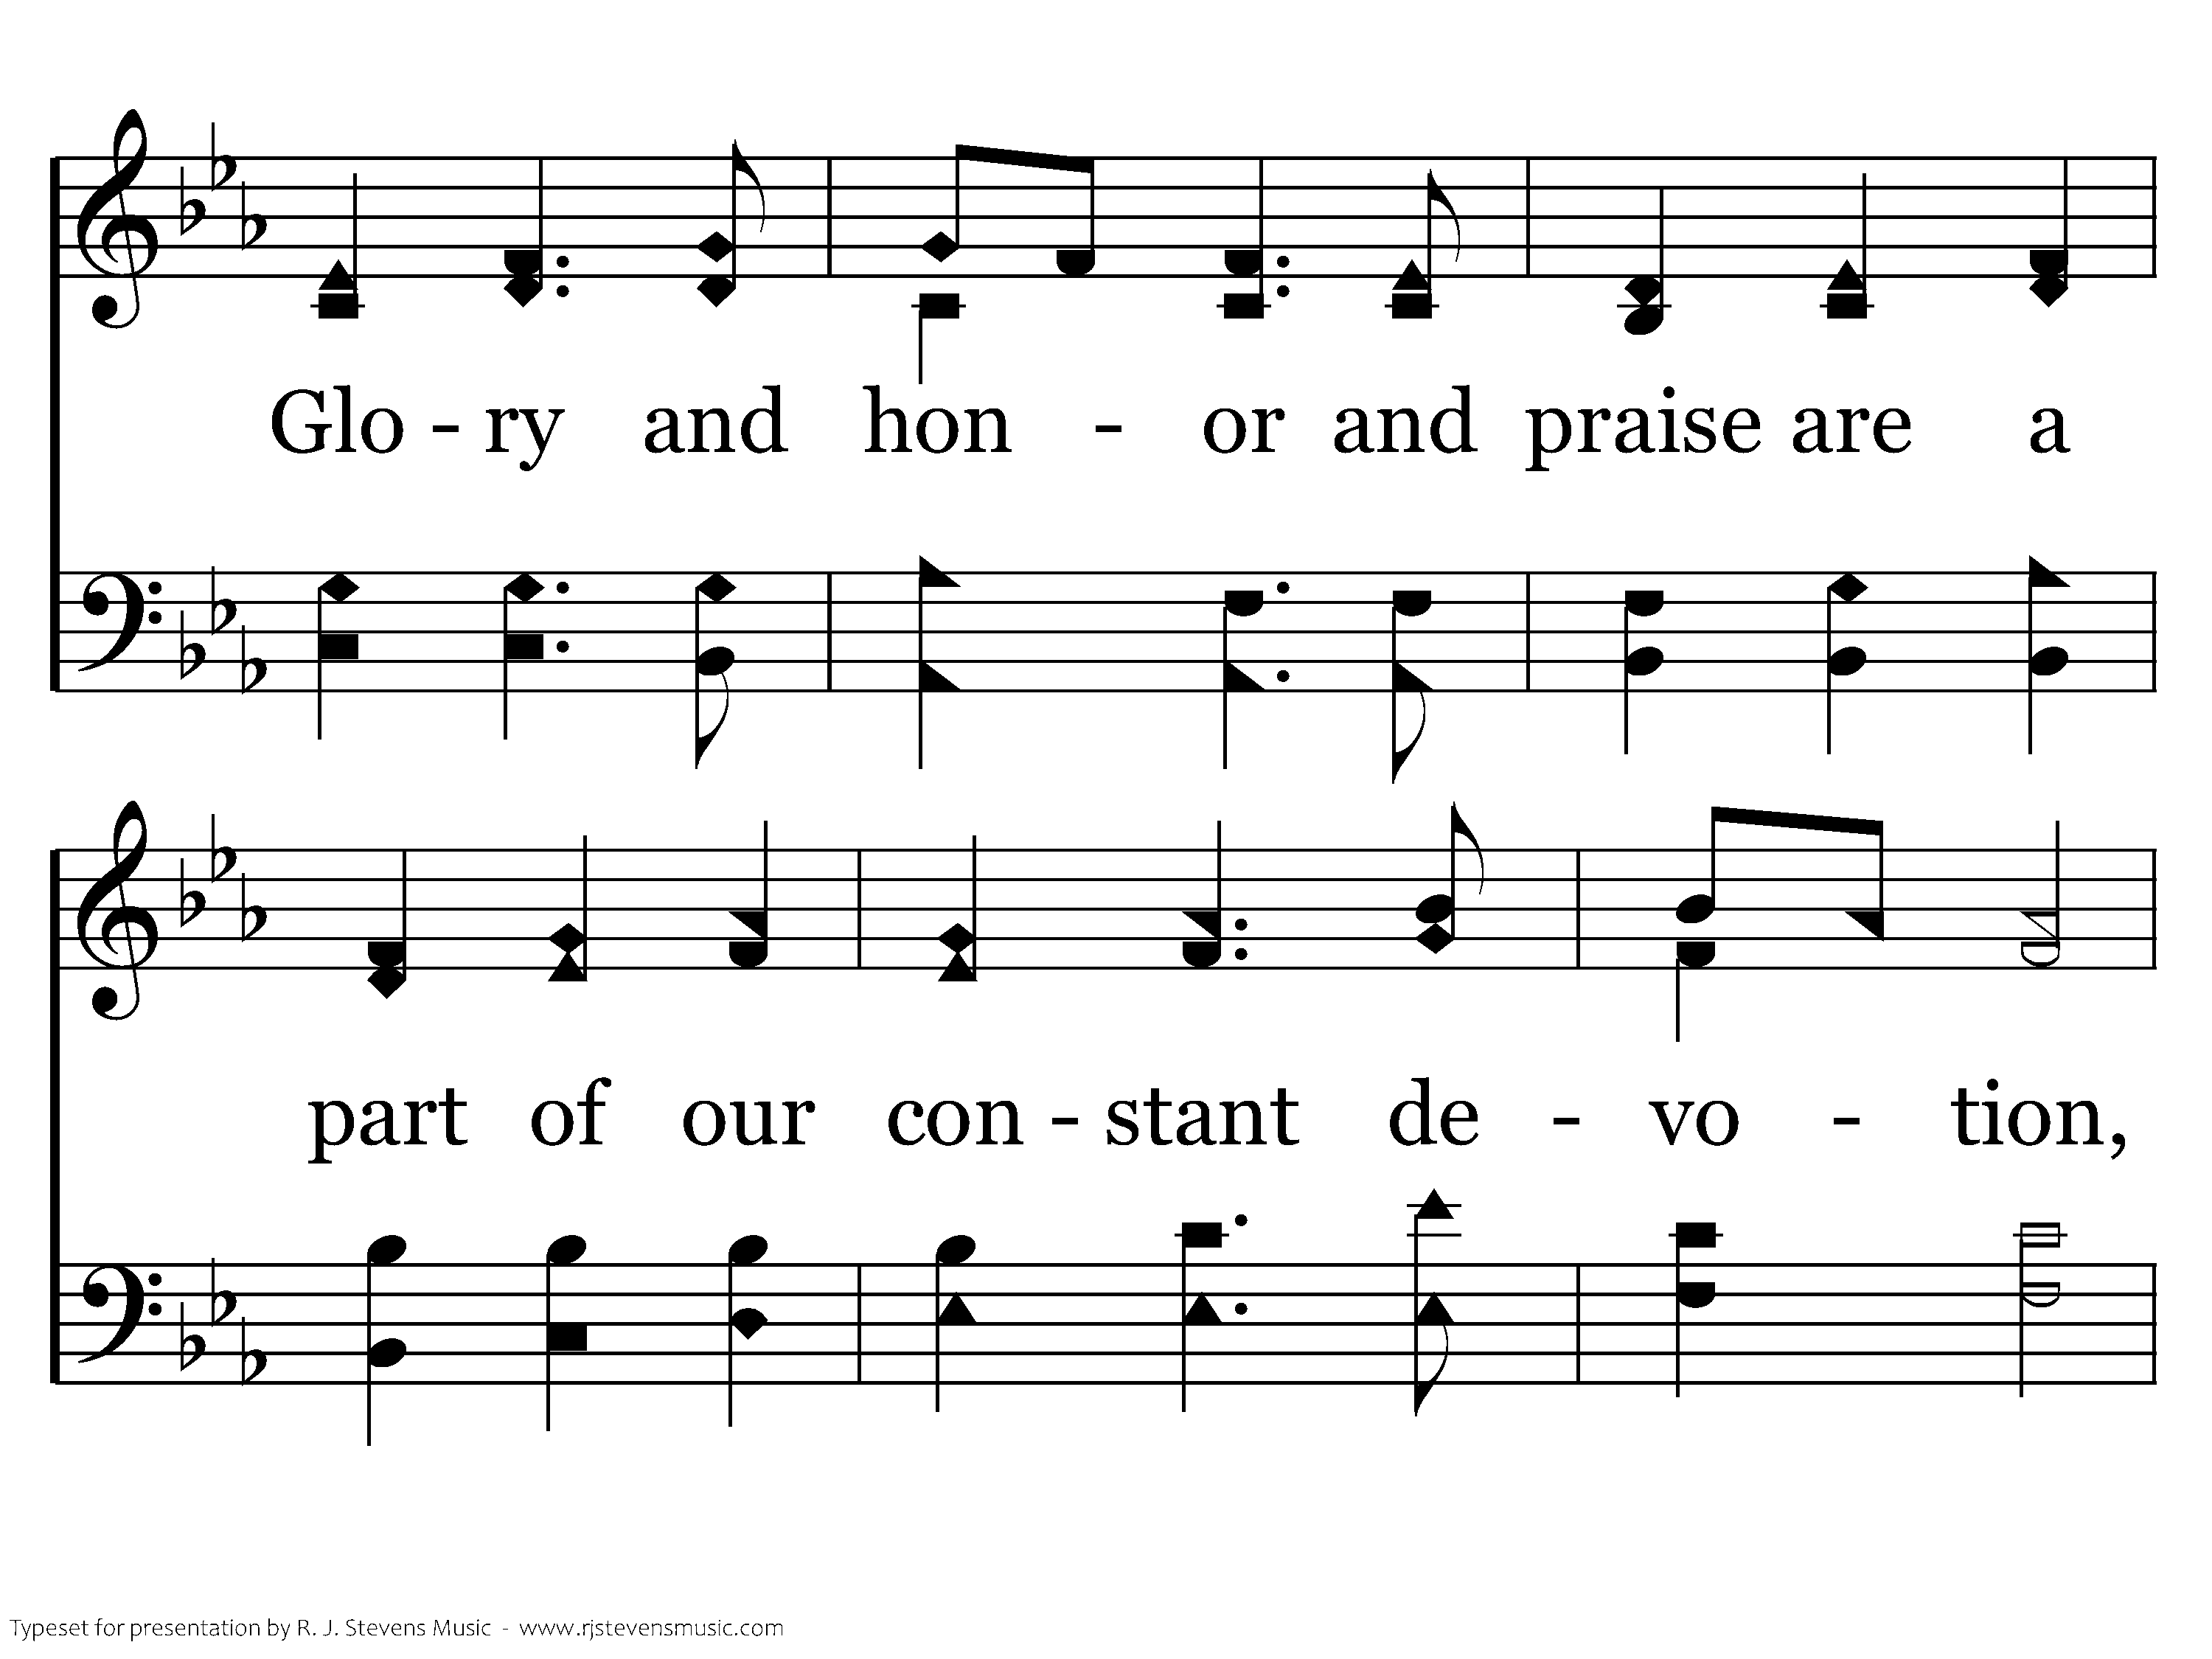 Glo - ry and hon - or and praise are a
part of our con - stant de - vo - tion,
Typeset for presentation by R. J. Stevens Music - www.rjstevensmusic.com